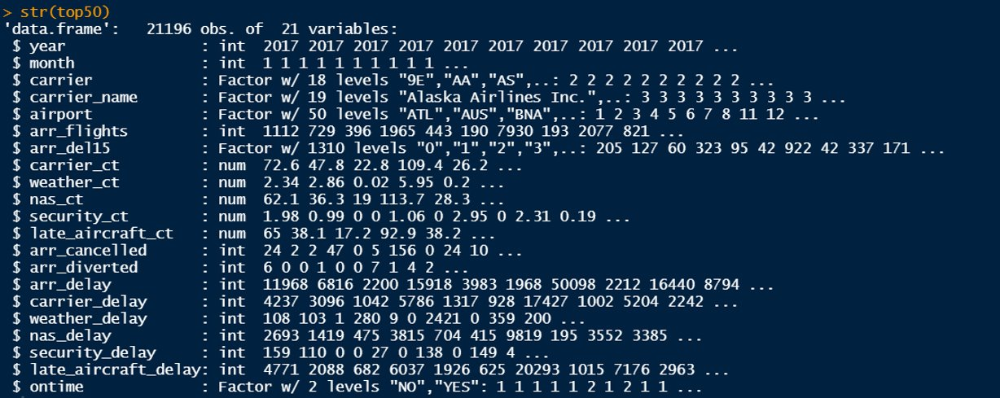 > str(top50)
'data.frame':   21196 obs. of  21 variables:
 $ year               : int  2017 2017 2017 2017 2017 2017 2017 2017 2017 2017 ...
 $ month              : int  1 1 1 1 1 1 1 1 1 1 ...
 $ carrier            : Factor w/ 18 levels "9E","AA","AS",..: 2 2 2 2 2 2 2 2 2 2 ...
 $ carrier_name       : Factor w/ 19 levels "Alaska Airlines Inc.",..: 3 3 3 3 3 3 3 3 3 3 ...
 $ airport            : Factor w/ 50 levels "ATL","AUS","BNA",..: 1 2 3 4 5 6 7 8 11 12 ...
 $ arr_flights        : int  1112 729 396 1965 443 190 7930 193 2077 821 ...
 $ arr_del15          : Factor w/ 1310 levels "0","1","2","3",..: 205 127 60 323 95 42 922 42 337 171 ...
 $ carrier_ct         : num  72.6 47.8 22.8 109.4 26.2 ...
 $ weather_ct         : num  2.34 2.86 0.02 5.95 0.2 ...
 $ nas_ct             : num  62.1 36.3 19 113.7 28.3 ...
 $ security_ct        : num  1.98 0.99 0 0 1.06 0 2.95 0 2.31 0.19 ...
 $ late_aircraft_ct   : num  65 38.1 17.2 92.9 38.2 ...
 $ arr_cancelled      : int  24 2 2 47 0 5 156 0 24 10 ...
 $ arr_diverted       : int  6 0 0 1 0 0 7 1 4 2 ...
 $ arr_delay          : int  11968 6816 2200 15918 3983 1968 50098 2212 16440 8794 ...
 $ carrier_delay      : int  4237 3096 1042 5786 1317 928 17427 1002 5204 2242 ...
 $ weather_delay      : int  108 103 1 280 9 0 2421 0 359 200 ...
 $ nas_delay          : int  2693 1419 475 3815 704 415 9819 195 3552 3385 ...
 $ security_delay     : int  159 110 0 0 27 0 138 0 149 4 ...
 $ late_aircraft_delay: int  4771 2088 682 6037 1926 625 20293 1015 7176 2963 ...
 $ ontime             : Factor w/ 2 levels "NO","YES": 1 1 1 1 1 2 1 2 1 1 ...